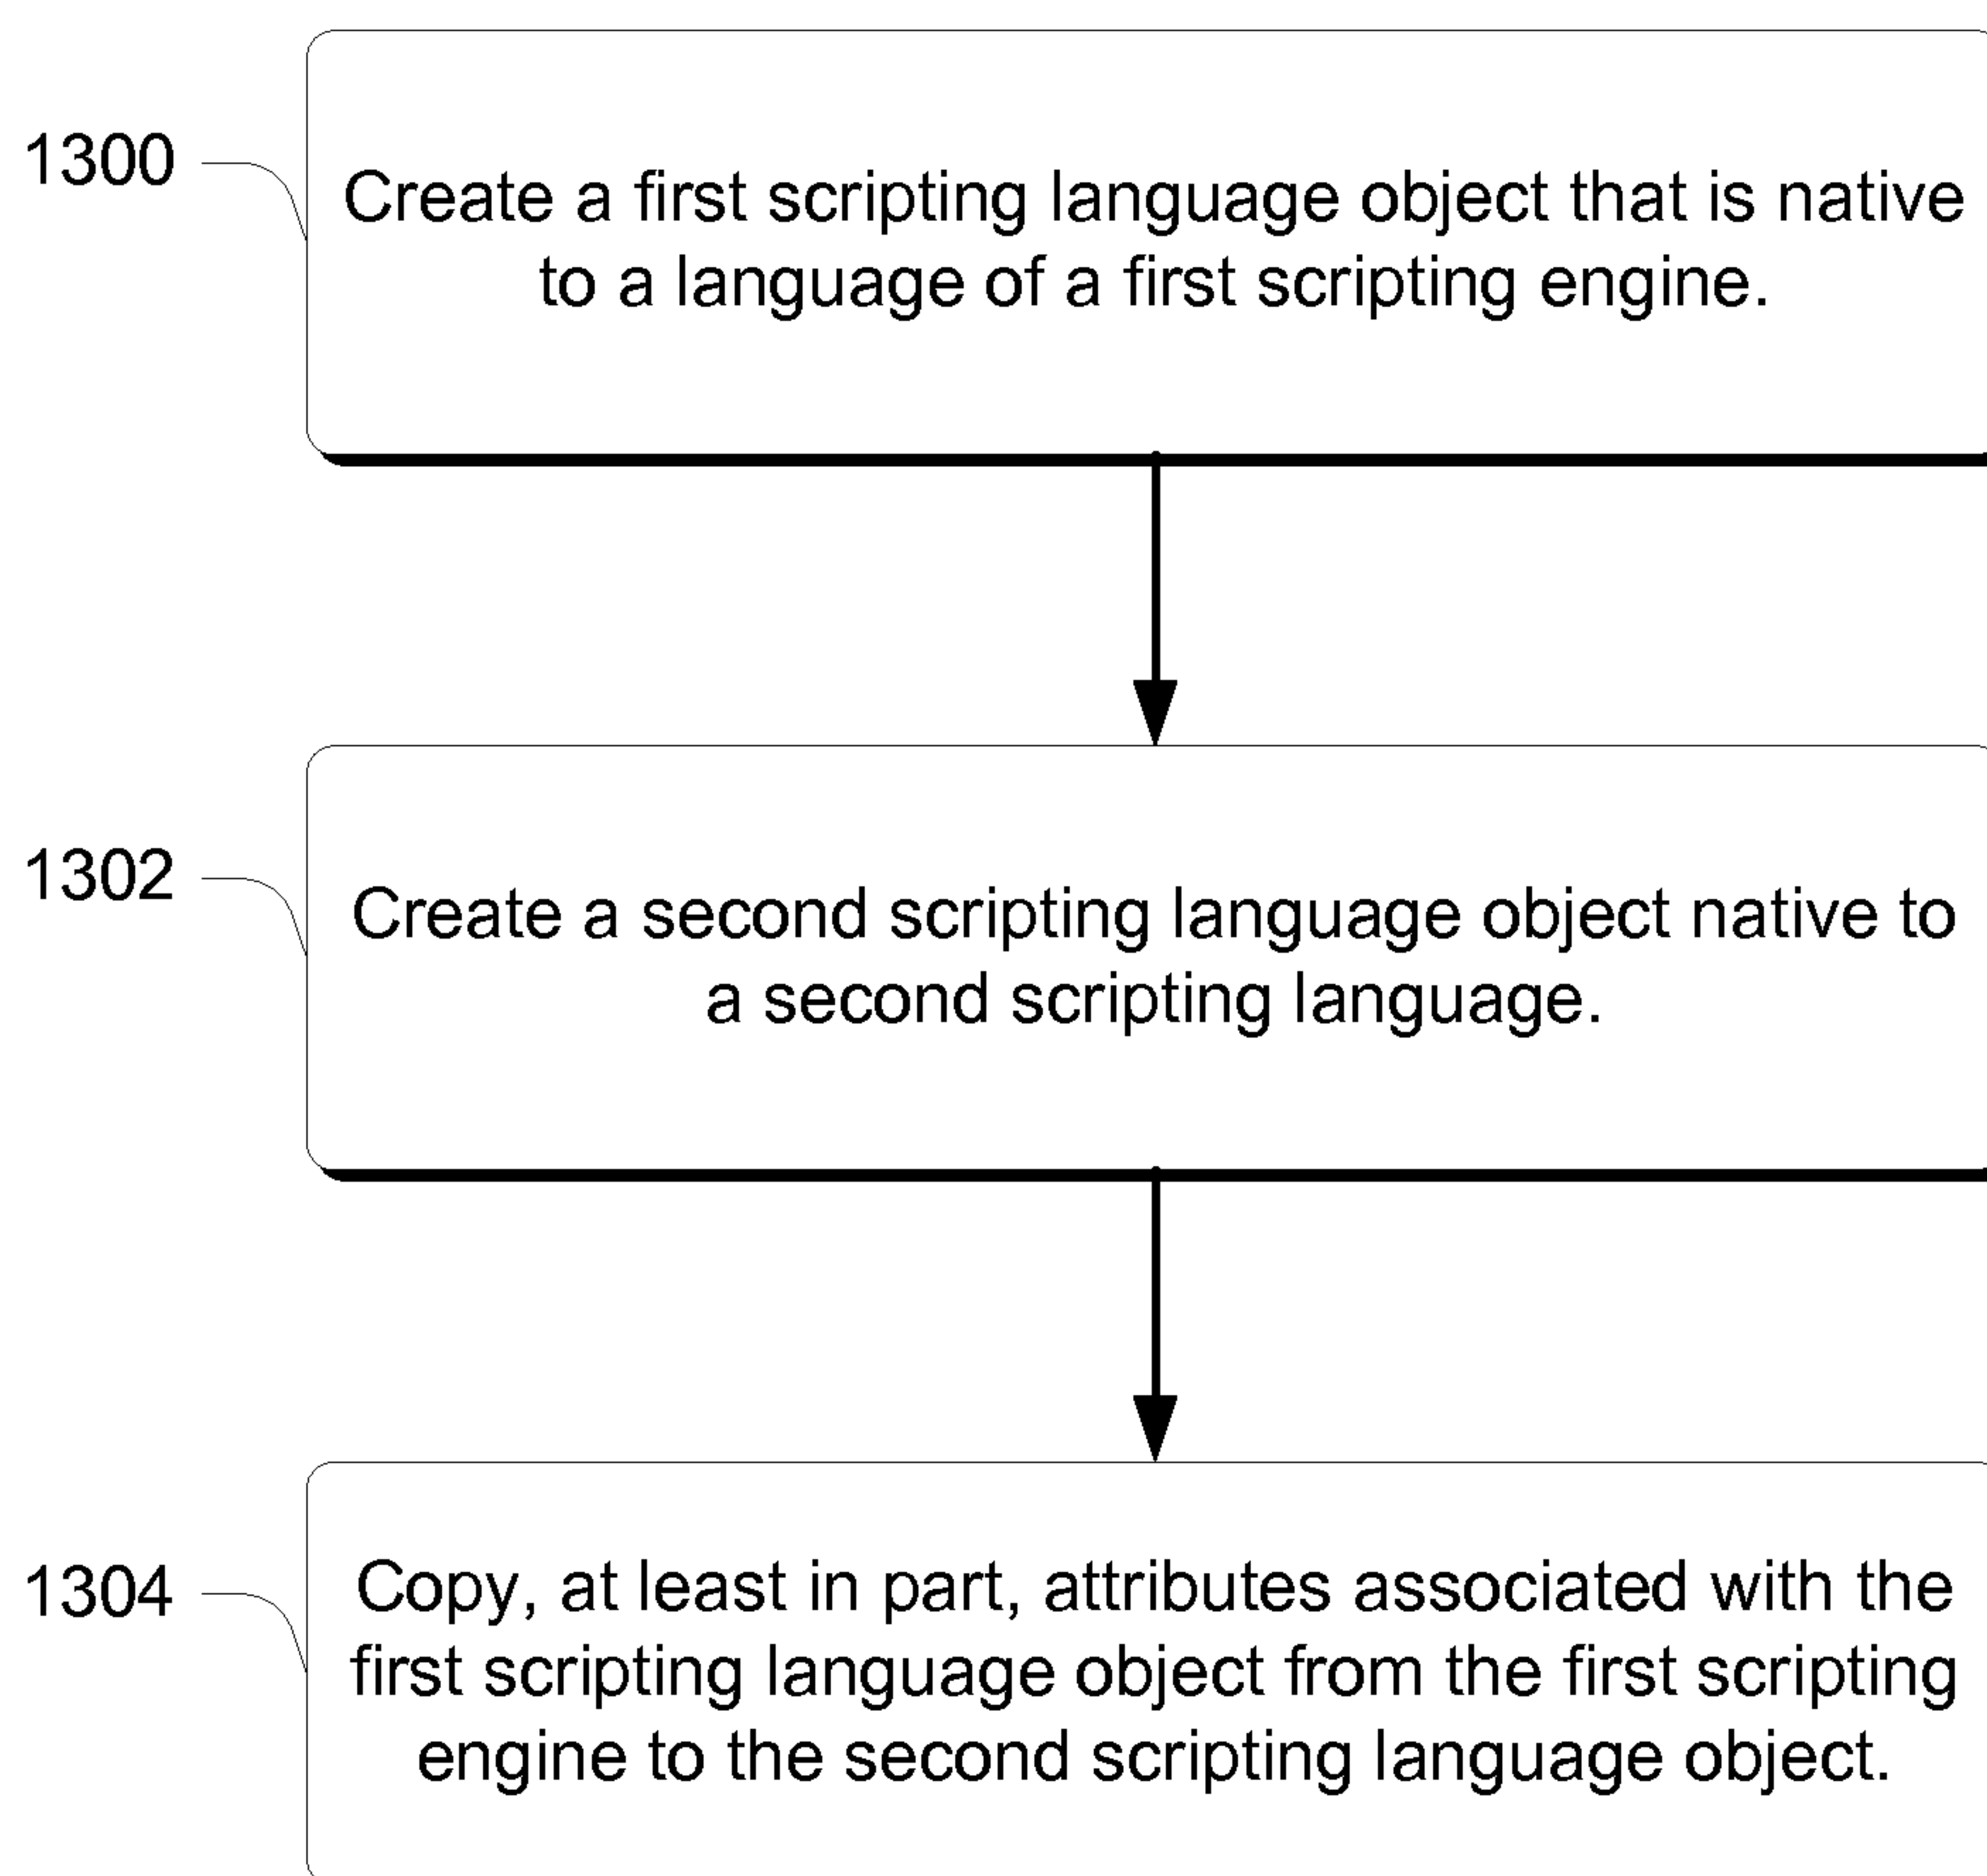 1300
Create a first scripting language object that is native
to a language of a first scripting engine.
1302
Create a second scripting language object native to
a second scripting language.
1304
Copy, at least in part, attributes associated with the
first scripting language object from the first scripting
engine to the second scripting language object.